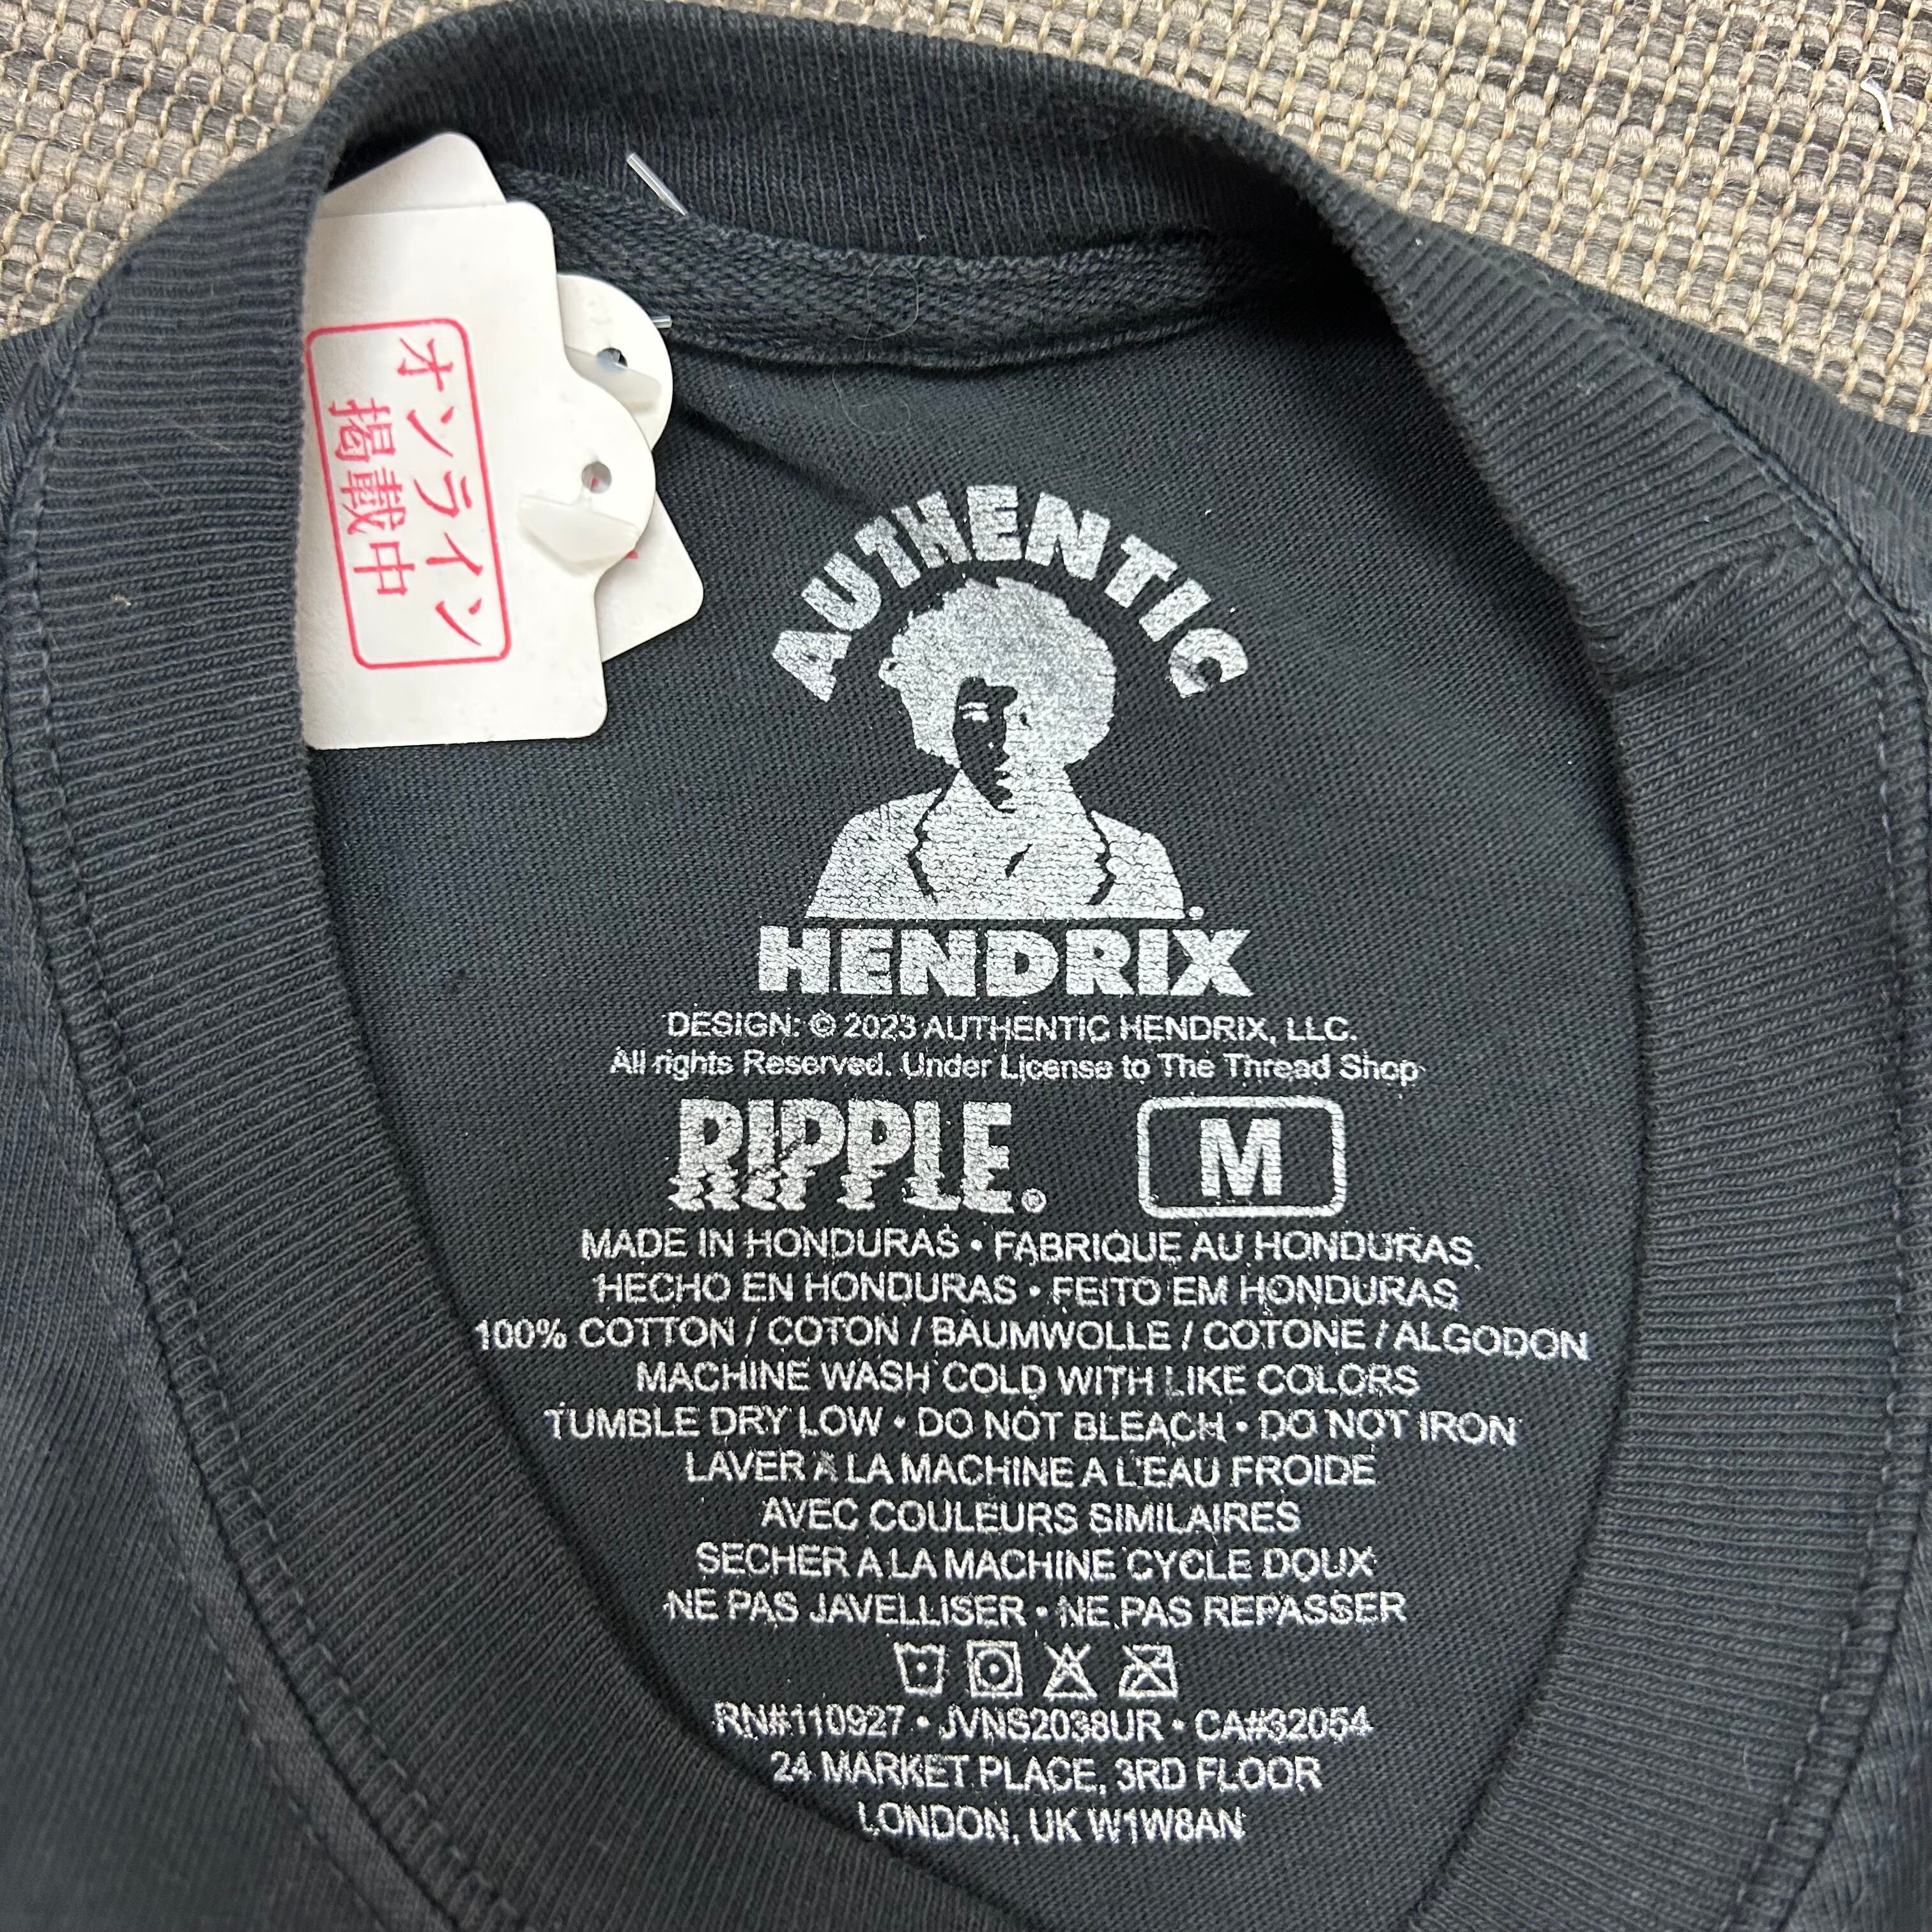 オンライン
掲載中
AUTHENTIC
HENDRIX
DESIGN: © 2023 AUTHENTIC HENDRIX, LLC.
All rights Reserved. Under License to The Thread Shop
RIPPLE®
M
MADE IN HONDURAS • FABRIQUE AU HONDURAS
HECHO EN HONDURAS • FEITO EM HONDURAS
100% COTTON / COTON / BAUMWOLLE / COTONE / ALGODON
MACHINE WASH COLD WITH LIKE COLORS
TUMBLE DRY LOW • DO NOT BLEACH • DO NOT IRON
LAVER A LA MACHINE A L'EAU FROIDE
AVEC COULEURS SIMILAIRES
SECHER A LA MACHINE CYCLE DOUX
NE PAS JAVELLISER • NE PAS REPASSER
RN#110927 • JVNS2038UR • CA#32054
24 MARKET PLACE, 3RD FLOOR
LONDON, UK W1W8AN